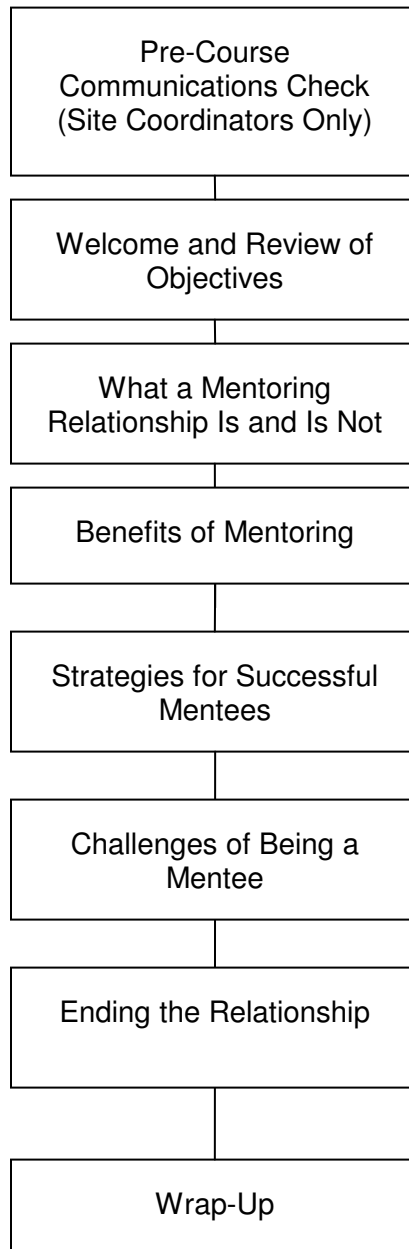 Pre-Course
Communications Check
(Site Coordinators Only)
Welcome and Review of
Objectives
What a Mentoring
Relationship Is and Is Not
Benefits of Mentoring
Strategies for Successful
Mentees
Challenges of Being a
Mentee
Ending the Relationship
Wrap-Up